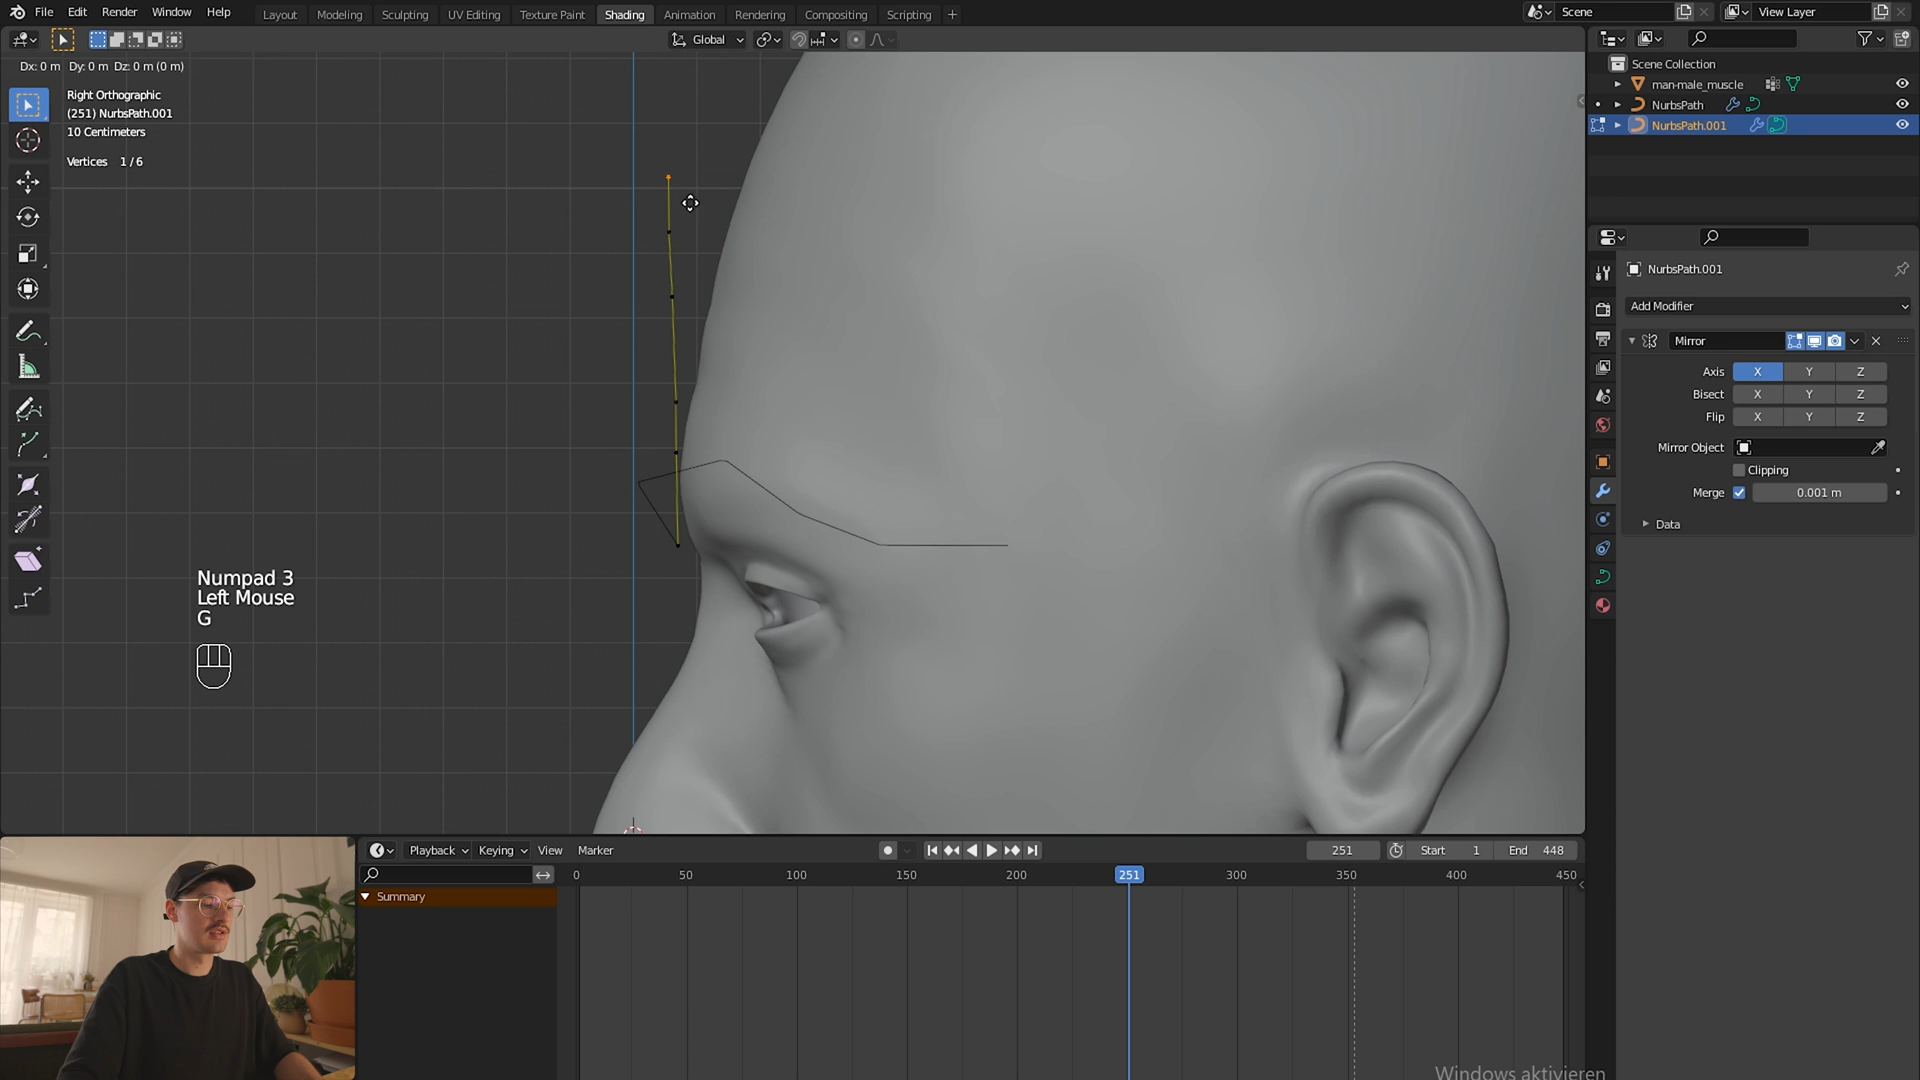 File Edit Render Window Help
Layout Modeling Sculpting UV Editing Texture Paint Shading Animation Rendering Compositing Scripting +
Scene View Layer
Global
Dx: 0 m Dy: 0 m Dz: 0 m (0 m)
Right Orthographic
(251) NurbsPath.001
10 Centimeters
Vertices 1/6
Numpad 3
Left Mouse
G
Scene Collection
man-male_muscle
NurbsPath
NurbsPath.001
NurbsPath.001
Add Modifier
Mirror
Axis X Y Z
Bisect X Y Z
Flip X Y Z
Mirror Object
Clipping
Merge 0.001 m
Data
Playback Keying View Marker 251 Start 1 End 448
0 50 100 150 200 251 300 350 400 450
Summary
Windows aktivieren